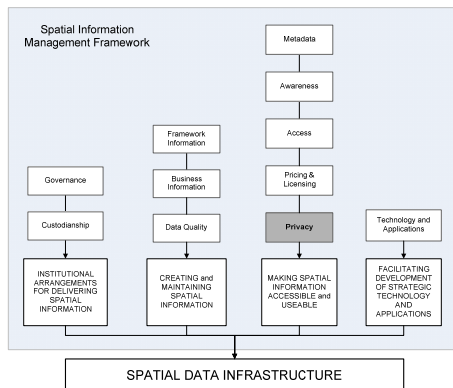 Spatial Information
Management Framework
Metadata
Awareness
Access
Pricing &
Licensing
Privacy
Framework
Information
Business
Information
Data Quality
Governance
Custodianship
Technology and
Applications
INSTITUTIONAL
ARRANGEMENTS
FOR DELIVERING
SPATIAL
INFORMATION
CREATING and
MAINTAINING
SPATIAL
INFORMATION
MAKING SPATIAL
INFORMATION
ACCESSIBLE and
USEABLE
FACILITATING
DEVELOPMENT
OF STRATEGIC
TECHNOLOGY
AND
APPLICATIONS
SPATIAL DATA INFRASTRUCTURE